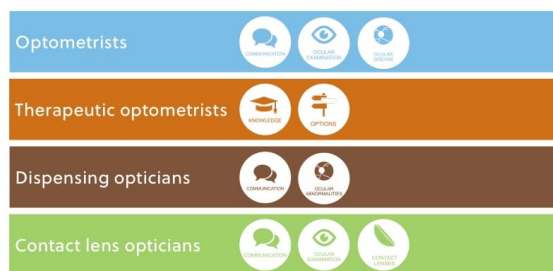 Optometrists
COMMUNICATION
OCULAR
EXAMINATION
OCULAR
DISEASE
Therapeutic optometrists
KNOWLEDGE
OPTIONS
Dispensing opticians
COMMUNICATION
OCULAR
ABNORMALITIES
Contact lens opticians
COMMUNICATION
OCULAR
EXAMINATION
CONTACT
LENSES